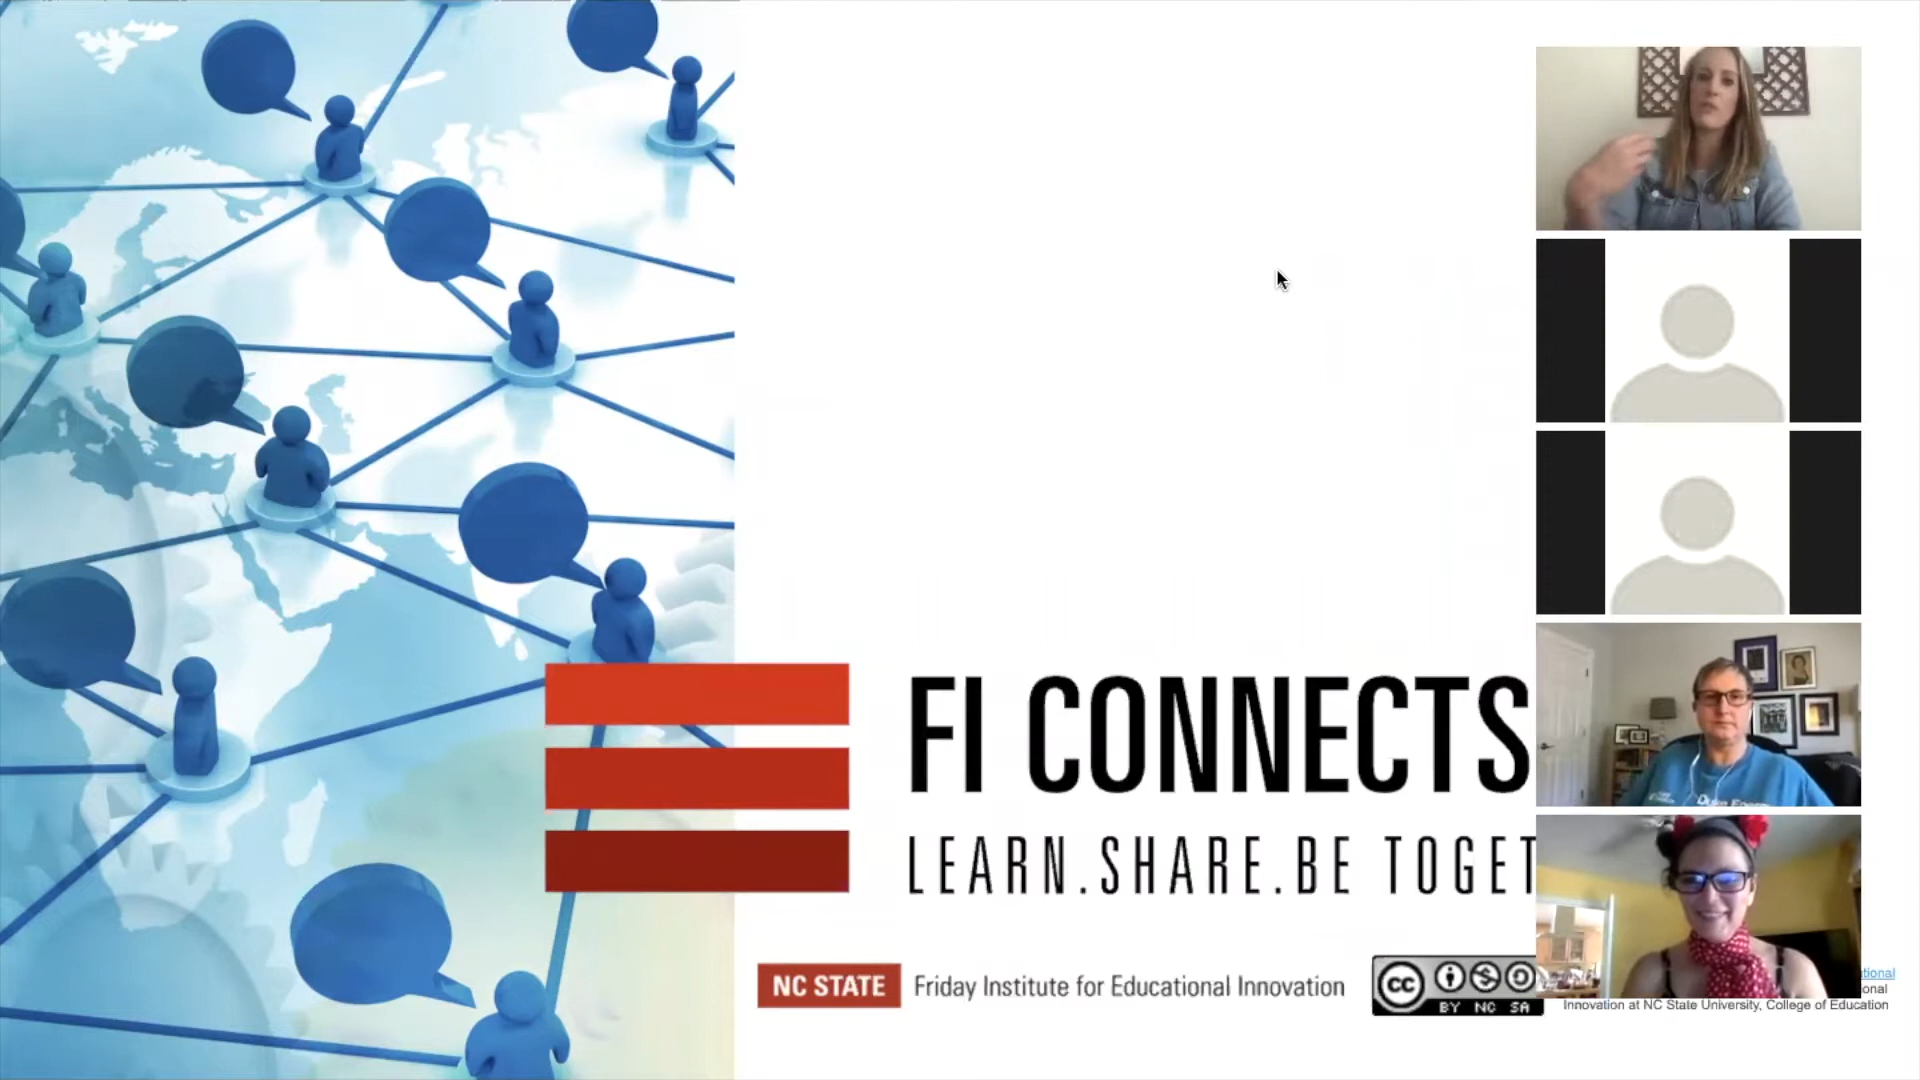 FI CONNECTS
LEARN.SHARE.BE TOGET
NC STATE Friday Institute for Educational Innovation
cc
BY NC SA
Innovation at NC State University, College of Education